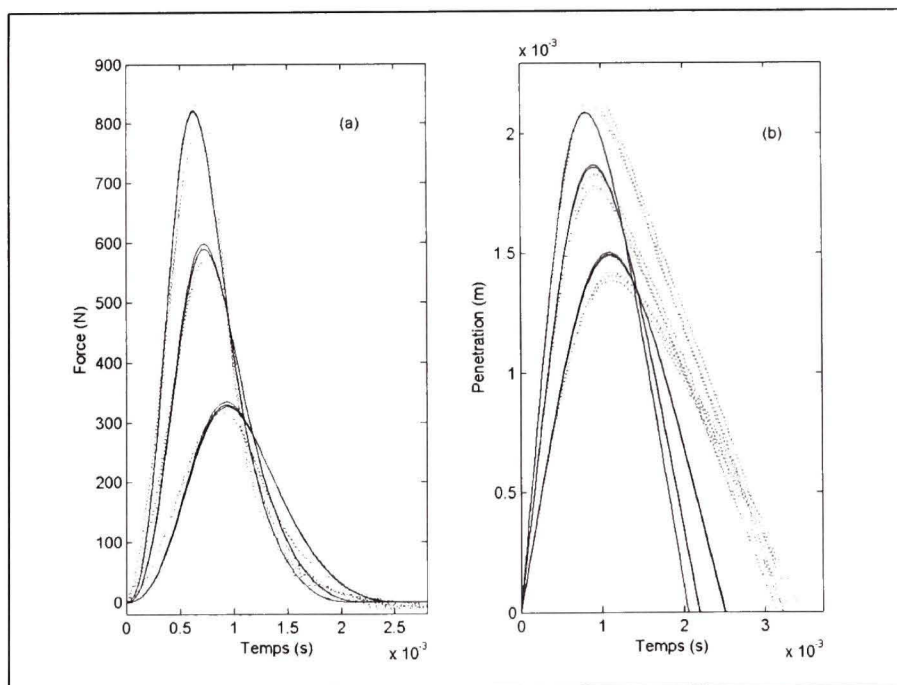 (a)
900
800
700
600
500
400
300
200
100
0
Force (N)
0 0.5 1 1.5 2 2.5
Temps (s)
x 10⁻³
x 10⁻³
(b)
2
1.5
1
0.5
0
Penetration (m)
0 1 2 3
Temps (s)
x 10⁻³